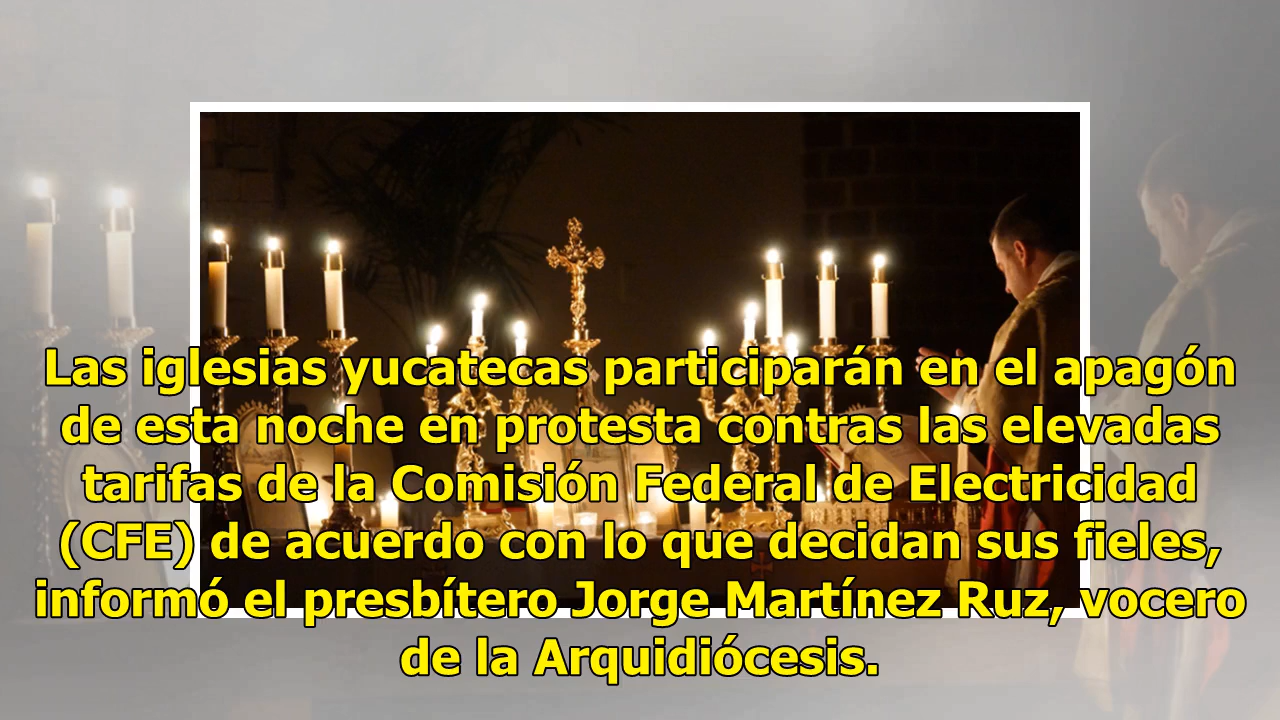 Las iglesias yucatecas participarán en el apagón
de esta noche en protesta contras las elevadas
tarifas de la Comisión Federal de Electricidad
(CFE) de acuerdo con lo que decidan sus fieles,
informó el presbítero Jorge Martínez Ruz, vocero
de la Arquidiócesis.